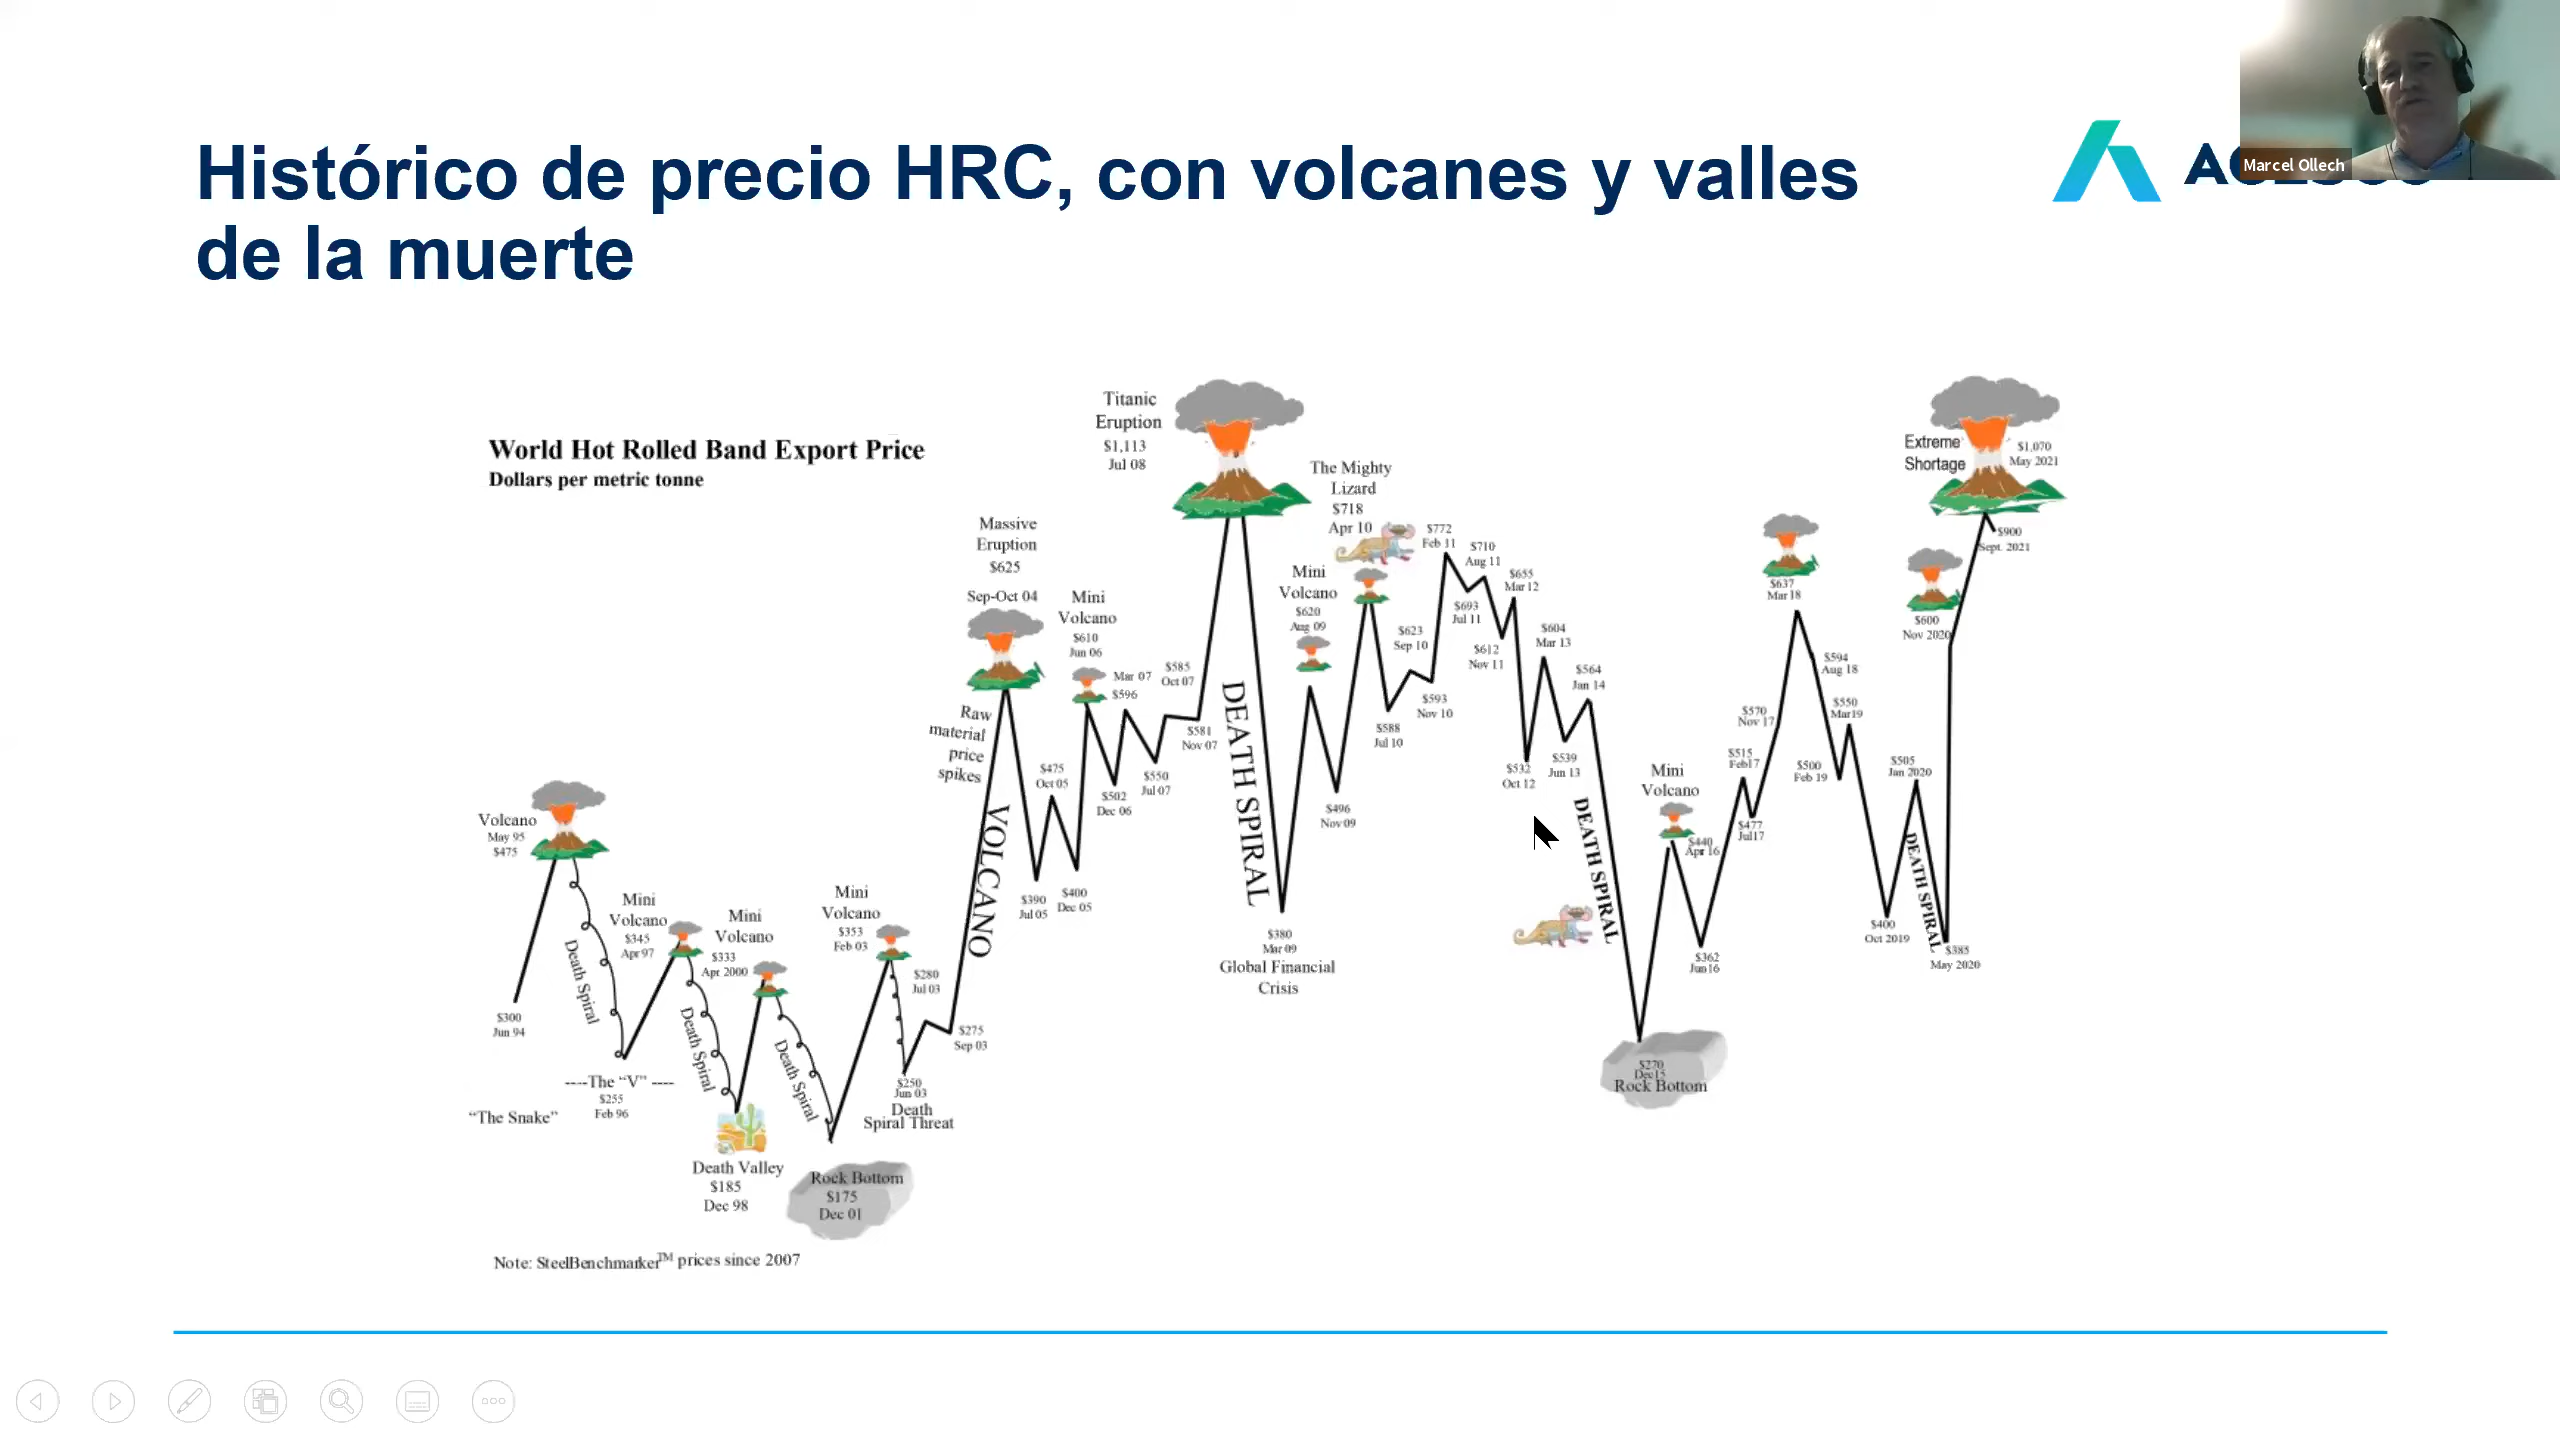 Marcel Ollech
Histórico de precio HRC, con volcanes y valles
de la muerte
World Hot Rolled Band Export Price
Dollars per metric tonne
Volcano
May 95
$475
$300
Jun 94
"The Snake"
Death Spiral
----The "V" ----
$255
Feb 96
Mini
Volcano
$345
Apr 97
Death Spiral
Death Valley
$185
Dec 98
Mini
Volcano
$333
Apr 2000
Death Spiral
Rock Bottom
$175
Dec 01
Mini
Volcano
$353
Feb 03
$250
Jun 03
Death
Spiral Threat
$280
Jul 03
$275
Sep 03
VOLCANO
Raw
material
price
spikes
Massive
Eruption
$625
Sep-Oct 04
$390
Jul 05
$475
Oct 05
$400
Dec 05
Mini
Volcano
$610
Jun 06
$502
Dec 06
Mar 07
$596
$550
Jul 07
$585
Oct 07
$581
Nov 07
Titanic
Eruption
$1,113
Jul 08
DEATH SPIRAL
$380
Mar 09
Global Financial
Crisis
Mini
Volcano
$620
Aug 09
$496
Nov 09
The Mighty
Lizard
$718
Apr 10
$588
Jul 10
$623
Sep 10
$593
Nov 10
$772
Feb 11
$693
Jul 11
$710
Aug 11
$612
Nov 11
$655
Mar 12
$532
Oct 12
$604
Mar 13
$539
Jun 13
$564
Jan 14
DEATH SPIRAL
$270
Dec15
Rock Bottom
Mini
Volcano
$440
Apr 16
$362
Jun16
$515
Feb17
$477
Jul17
$570
Nov 17
$637
Mar 18
$594
Aug 18
$500
Feb 19
$550
Mar19
$400
Oct 2019
$505
Jan 2020
DEATH SPIRAL
$385
May 2020
$600
Nov 2020
Extreme
Shortage
$1,070
May 2021
$900
Sept. 2021
Note: SteelBenchmarker™ prices since 2007